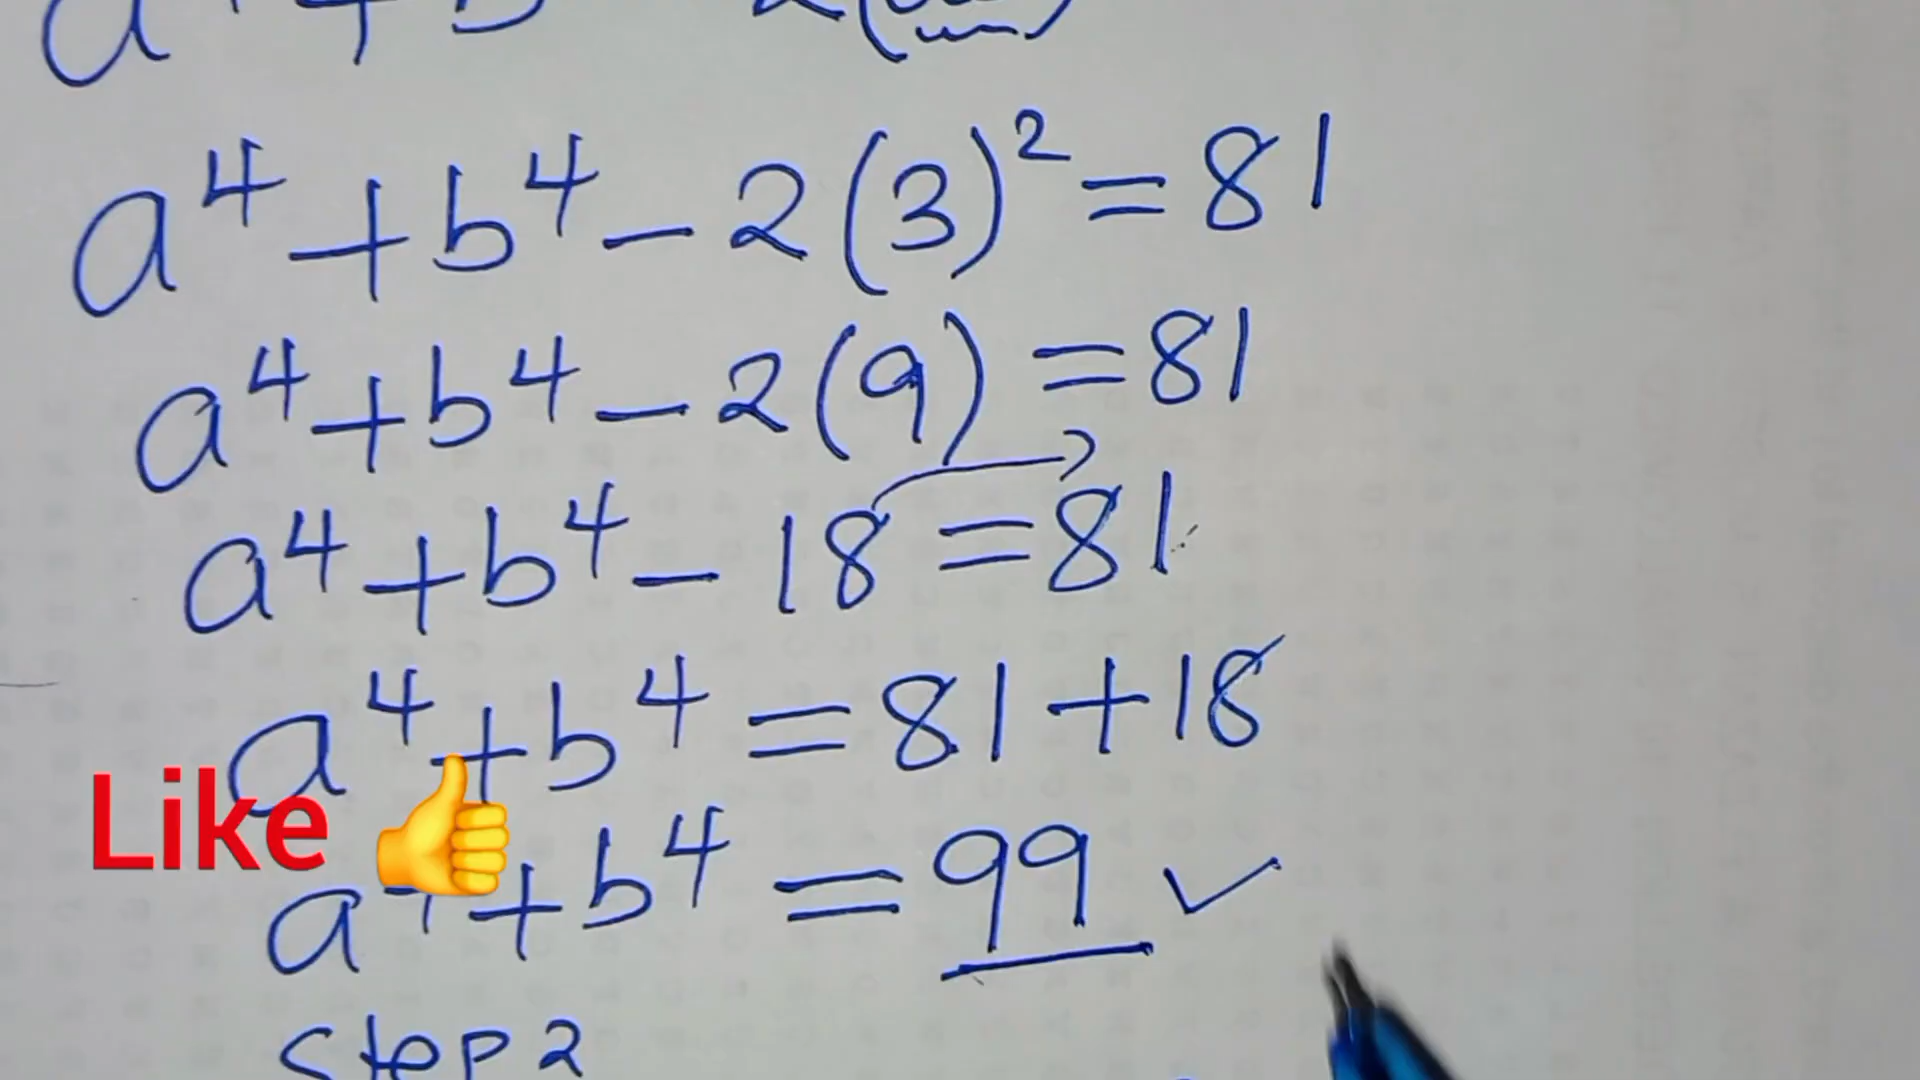 a⁴ + b⁴ - 2(3)² = 81
a⁴ + b⁴ - 2(9) = 81
a⁴ + b⁴ - 18 = 81
a⁴ + b⁴ = 81 + 18
Like 👍
a⁴ + b⁴ = 99 ✓
Step 2